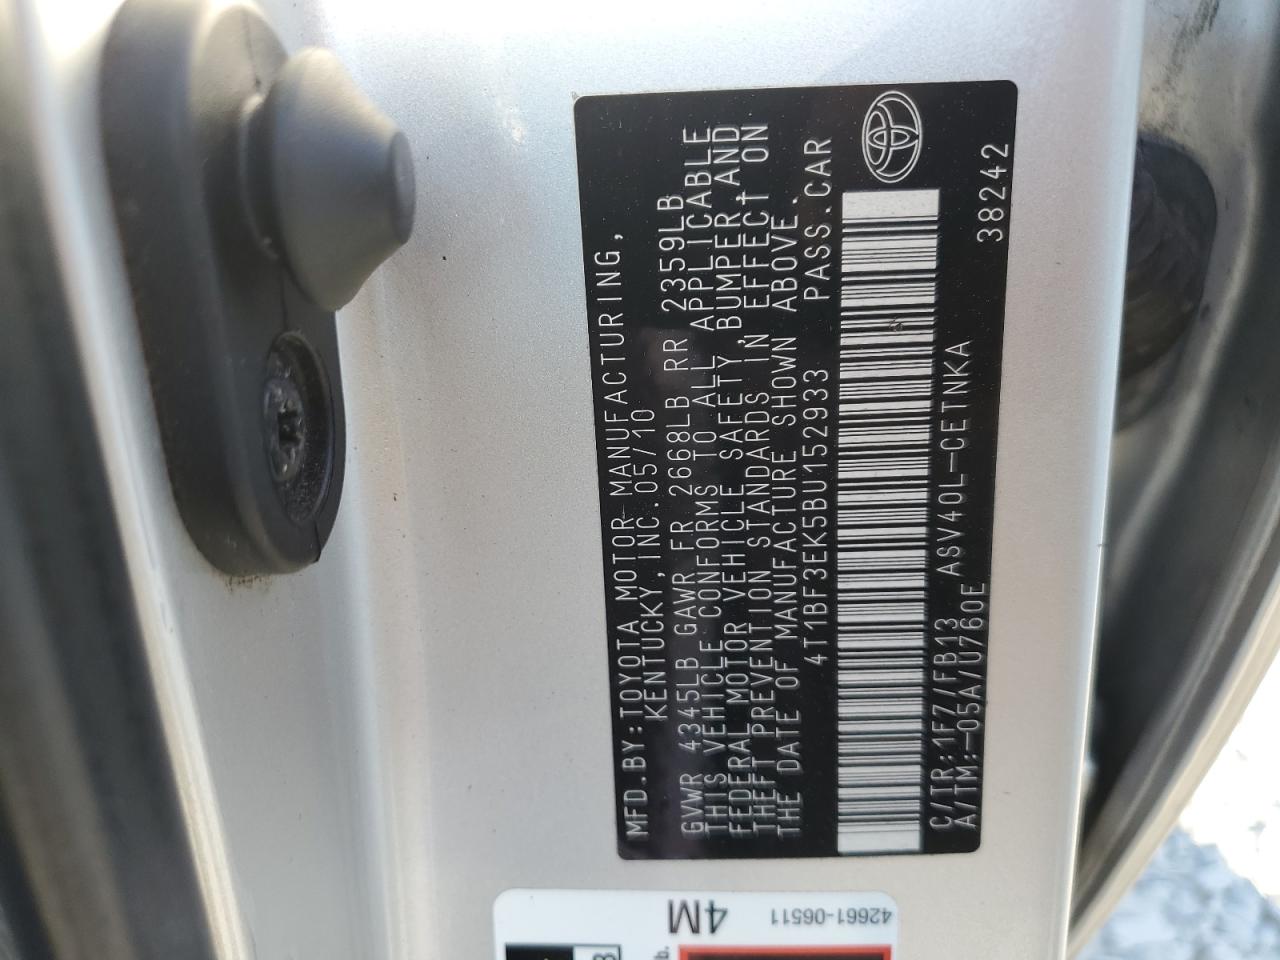 MFD.BY:TOYOTA MOTOR MANUFACTURING,
KENTUCKY,INC.05/10
GVWR 4345LB GAWR FR 2668LB RR 2359LB
THIS VEHICLE CONFORMS TO ALL APPLICABLE
FEDERAL MOTOR VEHICLE SAFETY,BUMPER,AND
THEFT PREVENTION STANDARDS IN EFFECT ON
THE DATE OF MANUFACTURE SHOWN ABOVE.
4T1BF3EK5BU152933 PASS.CAR
C/TR:1F7/FB13 ASV40L-CETNKA
A/TM:-05A/U760E 38242
42661-06511
4M